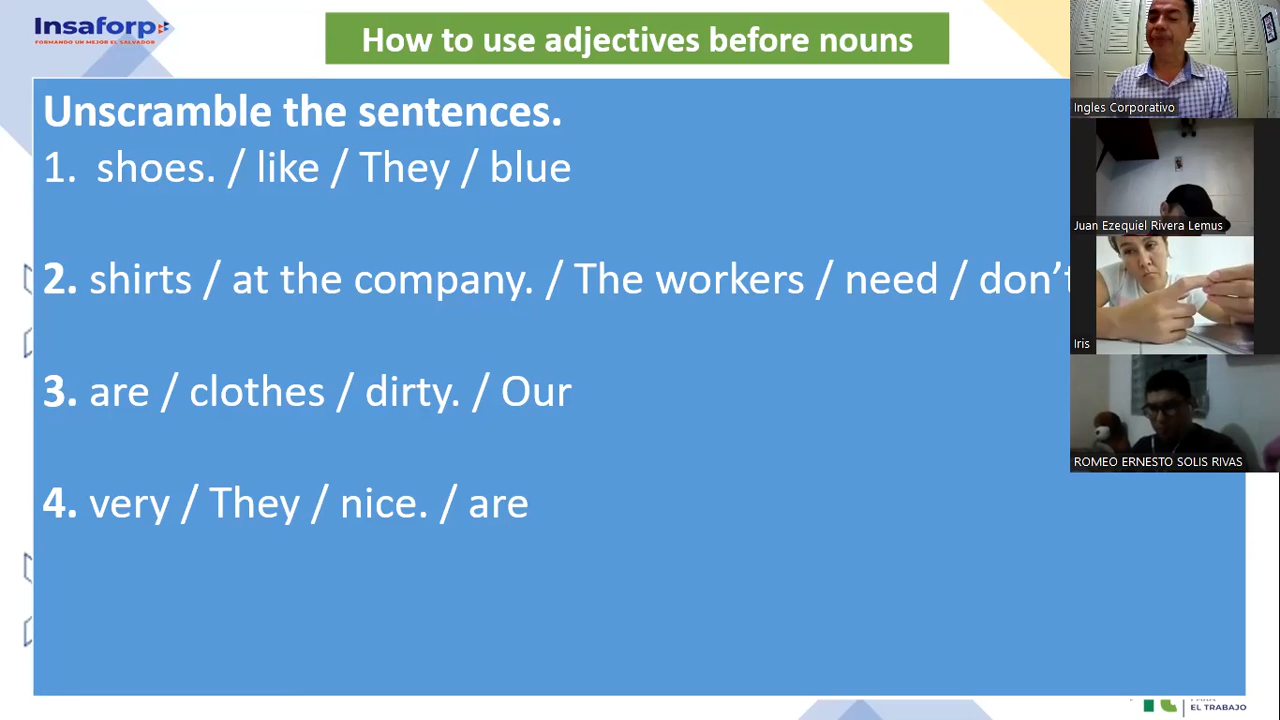 Insaforp
FORMANDO UN MEJOR EL SALVADOR
How to use adjectives before nouns
Unscramble the sentences.
1. shoes. / like / They / blue
2. shirts / at the company. / The workers / need / don’t
3. are / clothes / dirty. / Our
4. very / They / nice. / are
Ingles Corporativo
Juan Ezequiel Rivera Lemus
Iris
ROMEO ERNESTO SOLIS RIVAS
EL TRABAJO